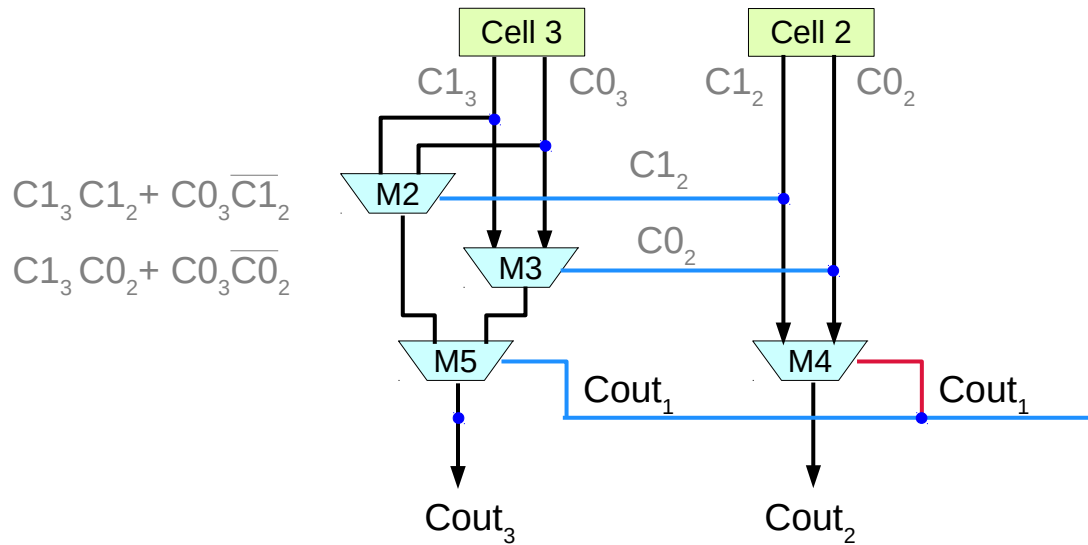 Cell 3 Cell 2
C1₃ C0₃ C1₂ C0₂
C1₂
M2
C1₃ C1₂+ C0₃C̅1̅₂
C0₂
C1₃ C0₂+ C0₃C̅0̅₂
M3
M5 M4
Cout₁ Cout₁
Cout₃ Cout₂